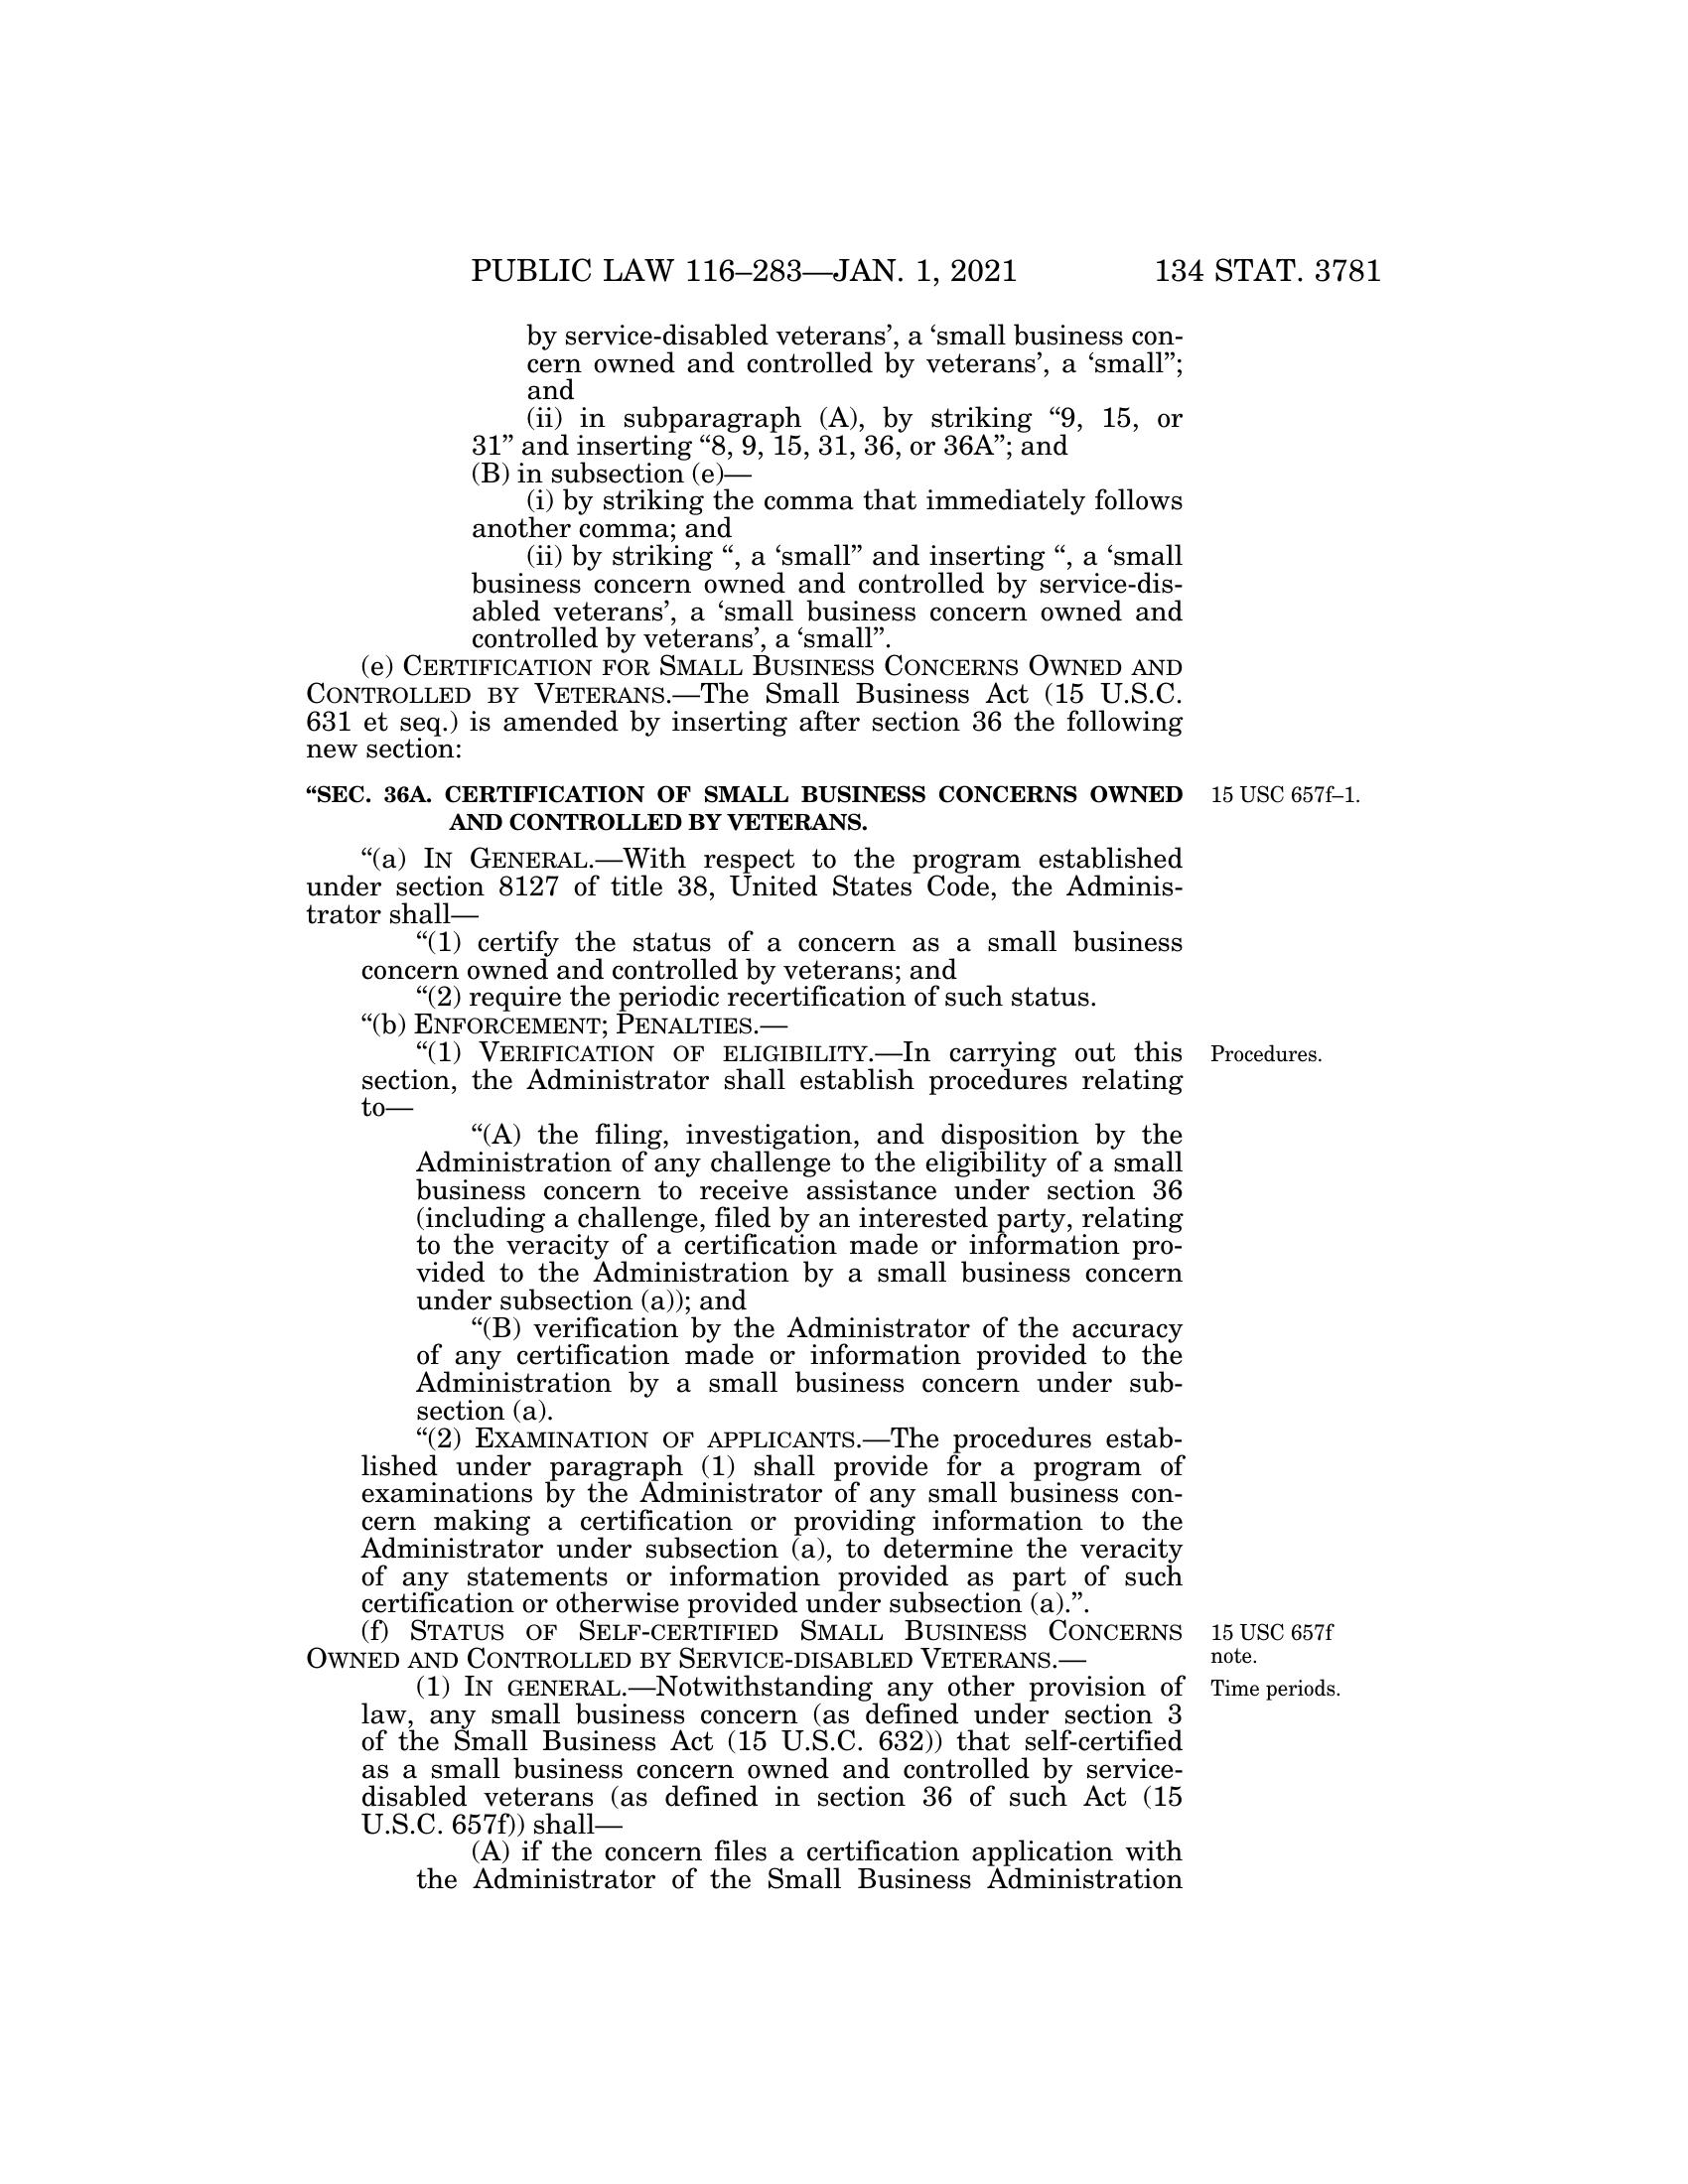 PUBLIC LAW 116–283—JAN. 1, 2021 134 STAT. 3781
by service-disabled veterans’, a ‘small business con-
cern owned and controlled by veterans’, a ‘small’’;
and
(ii) in subparagraph (A), by striking “9, 15, or
31” and inserting “8, 9, 15, 31, 36, or 36A”; and
(B) in subsection (e)—
(i) by striking the comma that immediately follows
another comma; and
(ii) by striking “, a ‘small” and inserting “, a ‘small
business concern owned and controlled by service-dis-
abled veterans’, a ‘small business concern owned and
controlled by veterans’, a ‘small”.
(e) CERTIFICATION FOR SMALL BUSINESS CONCERNS OWNED AND
CONTROLLED BY VETERANS.—The Small Business Act (15 U.S.C.
631 et seq.) is amended by inserting after section 36 the following
new section:
“SEC. 36A. CERTIFICATION OF SMALL BUSINESS CONCERNS OWNED
AND CONTROLLED BY VETERANS.
15 USC 657f–1.
“(a) IN GENERAL.—With respect to the program established
under section 8127 of title 38, United States Code, the Adminis-
trator shall—
“(1) certify the status of a concern as a small business
concern owned and controlled by veterans; and
“(2) require the periodic recertification of such status.
“(b) ENFORCEMENT; PENALTIES.—
“(1) VERIFICATION OF ELIGIBILITY.—In carrying out this
section, the Administrator shall establish procedures relating
to—
Procedures.
“(A) the filing, investigation, and disposition by the
Administration of any challenge to the eligibility of a small
business concern to receive assistance under section 36
(including a challenge, filed by an interested party, relating
to the veracity of a certification made or information pro-
vided to the Administration by a small business concern
under subsection (a)); and
“(B) verification by the Administrator of the accuracy
of any certification made or information provided to the
Administration by a small business concern under sub-
section (a).
“(2) EXAMINATION OF APPLICANTS.—The procedures estab-
lished under paragraph (1) shall provide for a program of
examinations by the Administrator of any small business con-
cern making a certification or providing information to the
Administrator under subsection (a), to determine the veracity
of any statements or information provided as part of such
certification or otherwise provided under subsection (a).”.
(f) STATUS OF SELF-CERTIFIED SMALL BUSINESS CONCERNS
OWNED AND CONTROLLED BY SERVICE-DISABLED VETERANS.—
15 USC 657f
note.
(1) IN GENERAL.—Notwithstanding any other provision of
law, any small business concern (as defined under section 3
of the Small Business Act (15 U.S.C. 632)) that self-certified
as a small business concern owned and controlled by service-
disabled veterans (as defined in section 36 of such Act (15
U.S.C. 657f)) shall—
Time periods.
(A) if the concern files a certification application with
the Administrator of the Small Business Administration